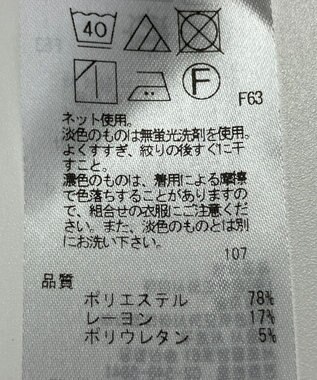 40
F
F63
ネット使用。
淡色のものは無蛍光洗剤を使用。
よくすすぎ、絞りの後すぐに干
すこと。
濃色のものは、着用による摩擦
で色落ちすることがありますの
で、組合せの衣服にご注意くだ
さい。また、淡色のものとは別
にお洗い下さい。
107
品質
ポリエステル 78%
レーヨン 17%
ポリウレタン 5%